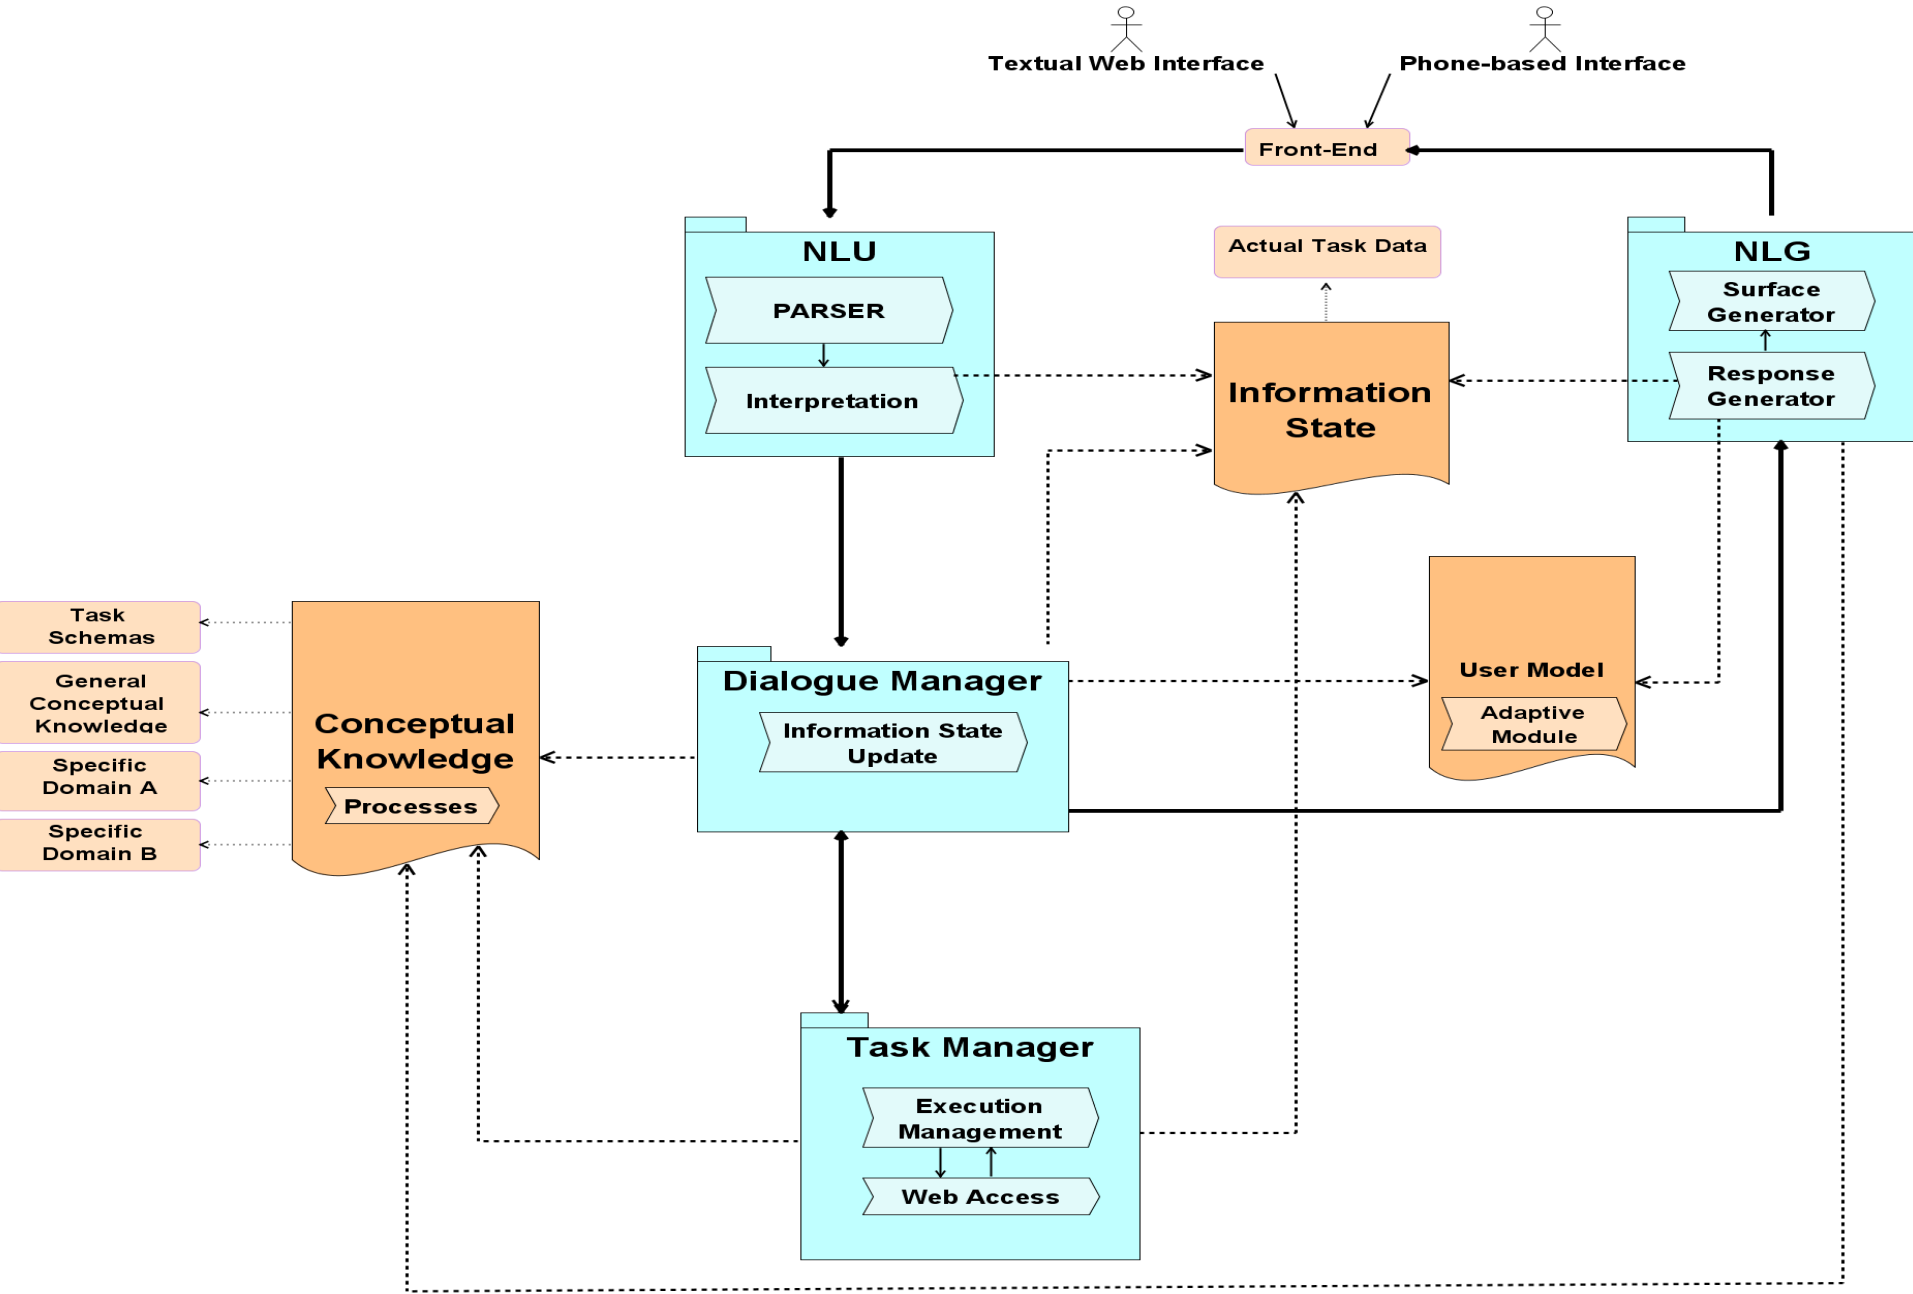 Textual Web Interface
Phone-based Interface
Front-End
NLU
PARSER
Interpretation
Actual Task Data
Information
State
NLG
Surface
Generator
Response
Generator
Task
Schemas
General
Conceptual
Knowledge
Specific
Domain A
Specific
Domain B
Conceptual
Knowledge
Processes
Dialogue Manager
Information State
Update
User Model
Adaptive
Module
Task Manager
Execution
Management
Web Access